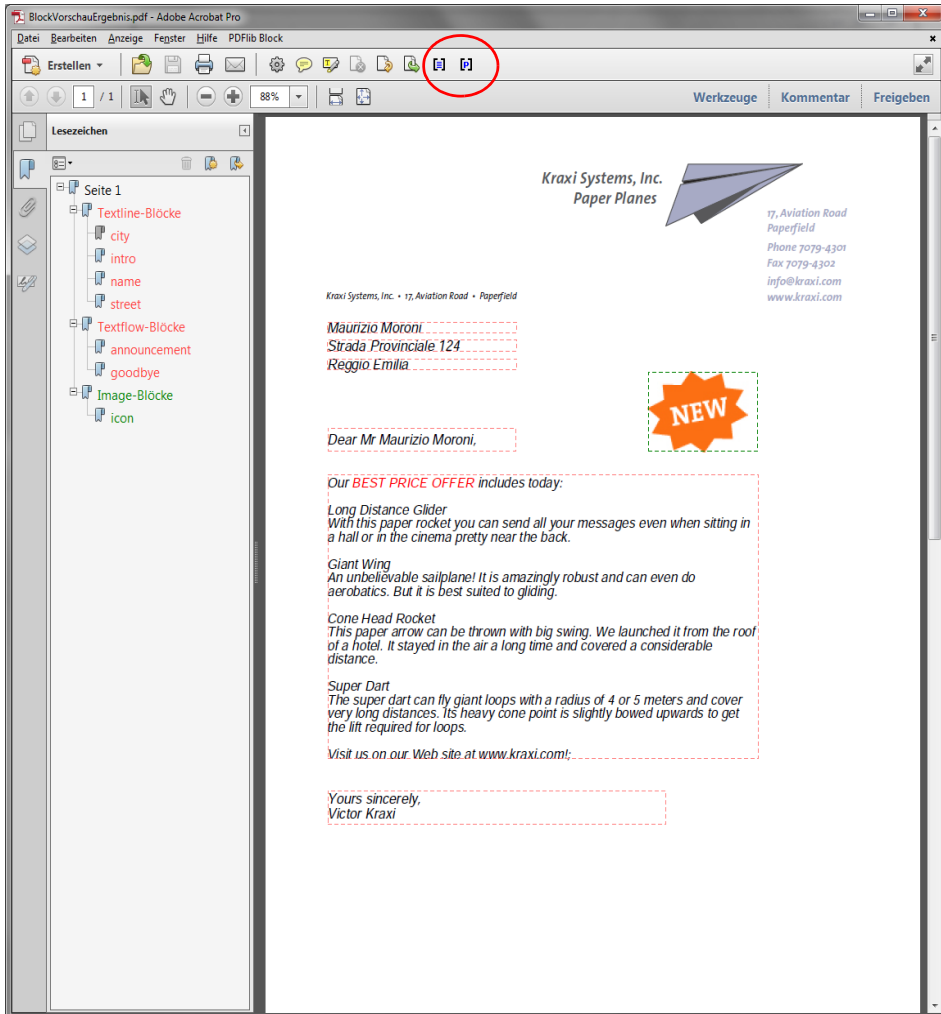 BlockVorschauErgebnis.pdf - Adobe Acrobat Pro
Datei Bearbeiten Anzeige Fenster Hilfe PDFlib Block
Erstellen
1 / 1 88% Werkzeuge Kommentar Freigeben
Lesezeichen
Seite 1
Textline-Blöcke
city
intro
name
street
Textflow-Blöcke
announcement
goodbye
Image-Blöcke
icon
Kraxi Systems, Inc.
Paper Planes
17, Aviation Road
Paperfield
Phone 7079-4301
Fax 7079-4302
info@kraxi.com
www.kraxi.com
Kraxi Systems, Inc. • 17, Aviation Road • Paperfield
Maurizio Moroni
Strada Provinciale 124
Reggio Emilia
NEW
Dear Mr Maurizio Moroni,
Our BEST PRICE OFFER includes today:
Long Distance Glider
With this paper rocket you can send all your messages even when sitting in
a hall or in the cinema pretty near the back.
Giant Wing
An unbelievable sailplane! It is amazingly robust and can even do
aerobatics. But it is best suited to gliding.
Cone Head Rocket
This paper arrow can be thrown with big swing. We launched it from the roof
of a hotel. It stayed in the air a long time and covered a considerable
distance.
Super Dart
The super dart can fly giant loops with a radius of 4 or 5 meters and cover
very long distances. Its heavy cone point is slightly bowed upwards to get
the lift required for loops.
Visit us on our Web site at www.kraxi.com!;
Yours sincerely,
Victor Kraxi